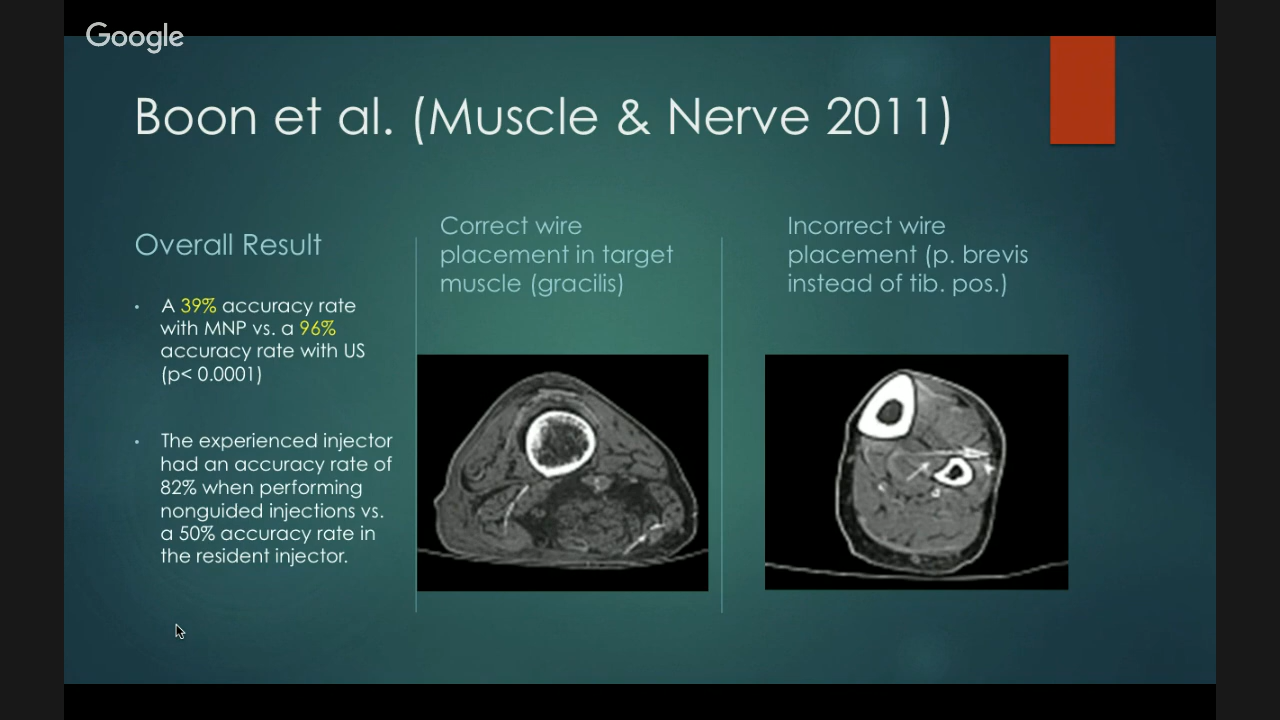 Google
Boon et al. (Muscle & Nerve 2011)
Overall Result
• A 39% accuracy rate
with MNP vs. a 96%
accuracy rate with US
(p< 0.0001)
• The experienced injector
had an accuracy rate of
82% when performing
nonguided injections vs.
a 50% accuracy rate in
the resident injector.
Correct wire
placement in target
muscle (gracilis)
Incorrect wire
placement (p. brevis
instead of tib. pos.)